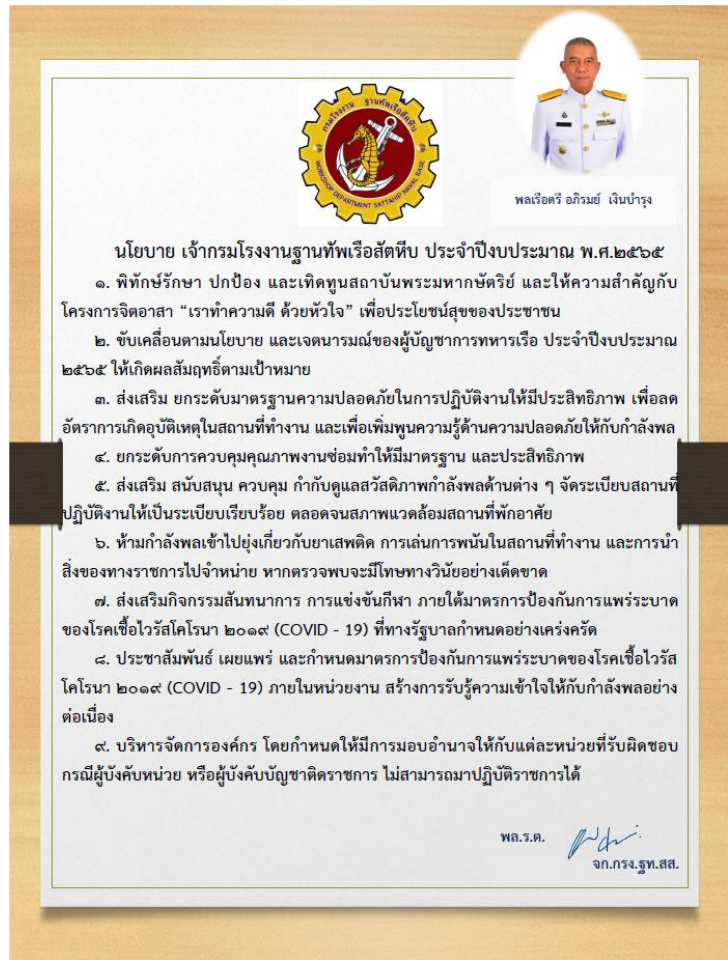 กรมโรงงาน ฐานทัพเรือสัตหีบ
WORKSHOP DEPARTMENT SATTAHIP NAVAL BASE
พลเรือตรี อภิรมย์ เงินบำรุง
นโยบาย เจ้ากรมโรงงานฐานทัพเรือสัตหีบ ประจำปีงบประมาณ พ.ศ.๒๕๖๕
๑. พิทักษ์รักษา ปกป้อง และเทิดทูนสถาบันพระมหากษัตริย์ และให้ความสำคัญกับ
โครงการจิตอาสา “เราทำความดี ด้วยหัวใจ” เพื่อประโยชน์สุขของประชาชน
๒. ขับเคลื่อนตามนโยบาย และเจตนารมณ์ของผู้บัญชาการทหารเรือ ประจำปีงบประมาณ
๒๕๖๕ ให้เกิดผลสัมฤทธิ์ตามเป้าหมาย
๓. ส่งเสริม ยกระดับมาตรฐานความปลอดภัยในการปฏิบัติงานให้มีประสิทธิภาพ เพื่อลด
อัตราการเกิดอุบัติเหตุในสถานที่ทำงาน และเพื่อเพิ่มพูนความรู้ด้านความปลอดภัยให้กับกำลังพล
๔. ยกระดับการควบคุมคุณภาพงานซ่อมทำให้มีมาตรฐาน และประสิทธิภาพ
๕. ส่งเสริม สนับสนุน ควบคุม กำกับดูแลสวัสดิภาพกำลังพลด้านต่าง ๆ จัดระเบียบสถานที่
ปฏิบัติงานให้เป็นระเบียบเรียบร้อย ตลอดจนสภาพแวดล้อมสถานที่พักอาศัย
๖. ห้ามกำลังพลเข้าไปยุ่งเกี่ยวกับยาเสพติด การเล่นการพนันในสถานที่ทำงาน และการนำ
สิ่งของทางราชการไปจำหน่าย หากตรวจพบจะมีโทษทางวินัยอย่างเด็ดขาด
๗. ส่งเสริมกิจกรรมสันทนาการ การแข่งขันกีฬา ภายใต้มาตรการป้องกันการแพร่ระบาด
ของโรคเชื้อไวรัสโคโรนา ๒๐๑๙ (COVID - 19) ที่ทางรัฐบาลกำหนดอย่างเคร่งครัด
๘. ประชาสัมพันธ์ เผยแพร่ และกำหนดมาตรการป้องกันการแพร่ระบาดของโรคเชื้อไวรัส
โคโรนา ๒๐๑๙ (COVID - 19) ภายในหน่วยงาน สร้างการรับรู้ความเข้าใจให้กับกำลังพลอย่าง
ต่อเนื่อง
๙. บริหารจัดการองค์กร โดยกำหนดให้มีการมอบอำนาจให้กับแต่ละหน่วยที่รับผิดชอบ
กรณีผู้บังคับหน่วย หรือผู้บังคับบัญชาติดราชการ ไม่สามารถมาปฏิบัติราชการได้
พล.ร.ต.
จก.กรง.ฐท.สส.